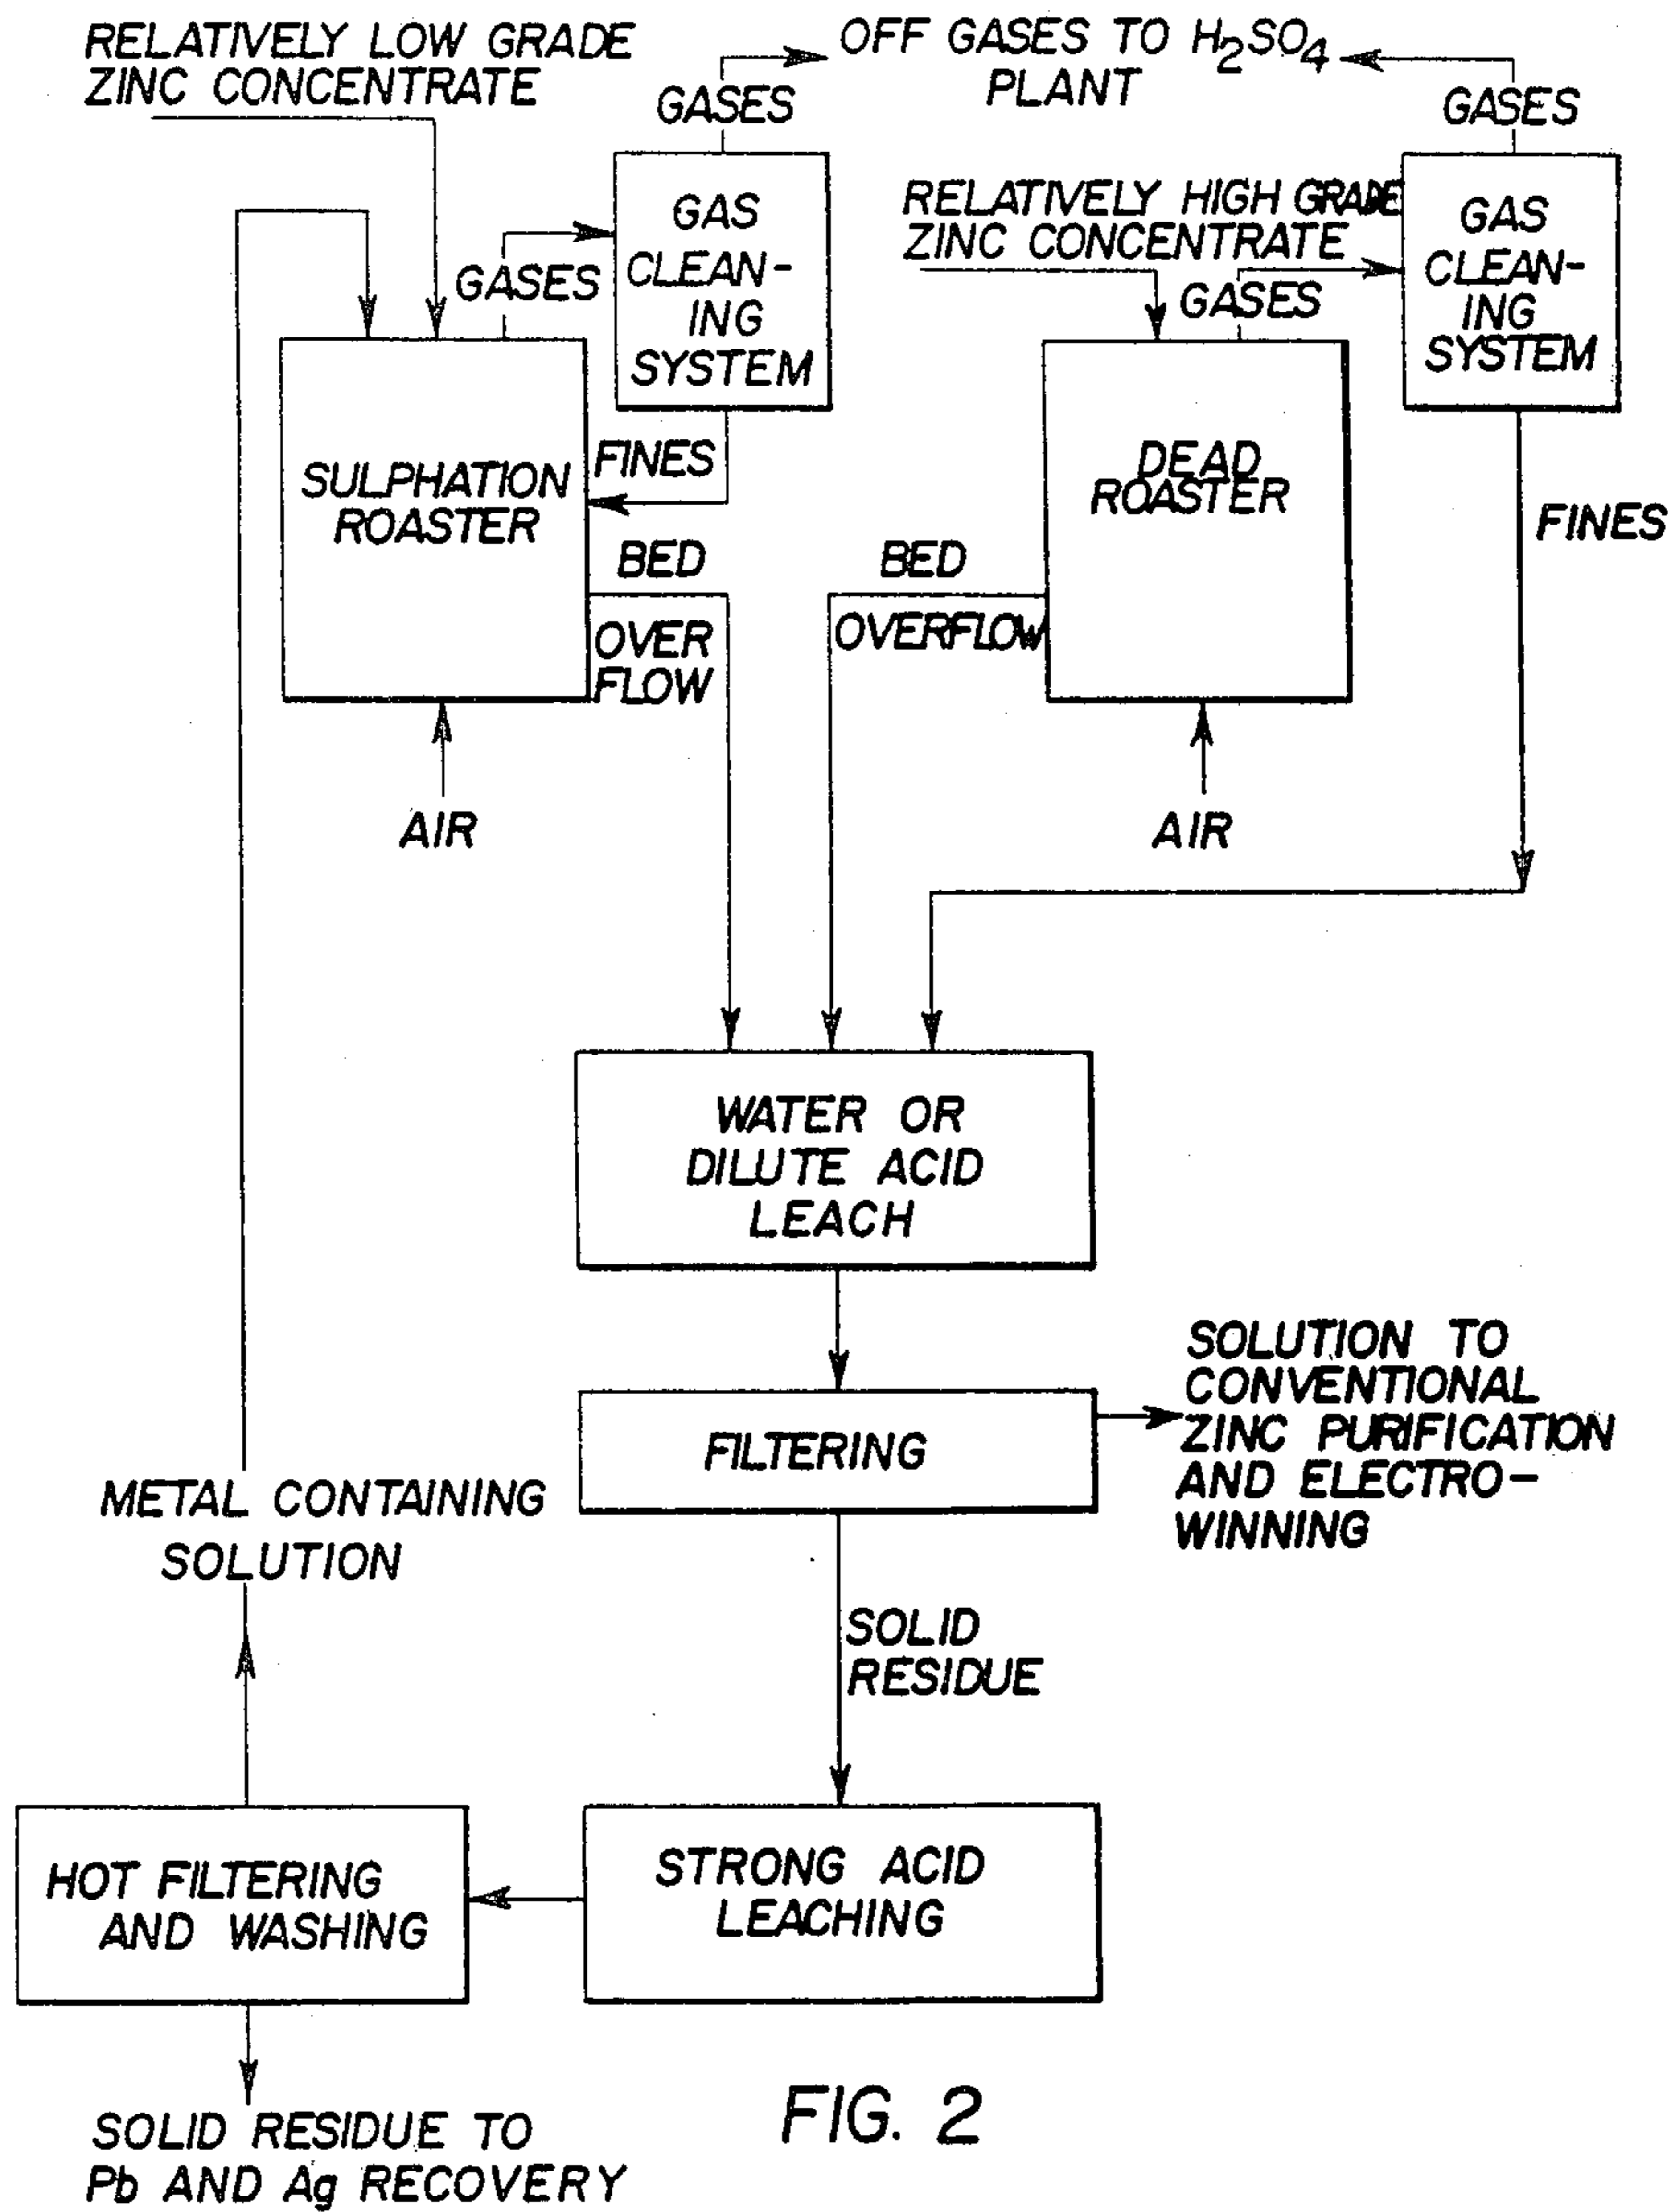 RELATIVELY LOW GRADE
ZINC CONCENTRATE
OFF GASES TO H₂SO₄
PLANT
GASES
GASES
GAS
CLEAN-
ING
SYSTEM
RELATIVELY HIGH GRADE
ZINC CONCENTRATE
GAS
CLEAN-
ING
SYSTEM
GASES
GASES
SULPHATION
ROASTER
FINES
DEAD
ROASTER
FINES
BED
OVER
FLOW
BED
OVERFLOW
AIR
AIR
WATER OR
DILUTE ACID
LEACH
FILTERING
SOLUTION TO
CONVENTIONAL
ZINC PURIFICATION
AND ELECTRO-
WINNING
METAL CONTAINING
SOLUTION
SOLID
RESIDUE
HOT FILTERING
AND WASHING
STRONG ACID
LEACHING
SOLID RESIDUE TO
Pb AND Ag RECOVERY
FIG. 2